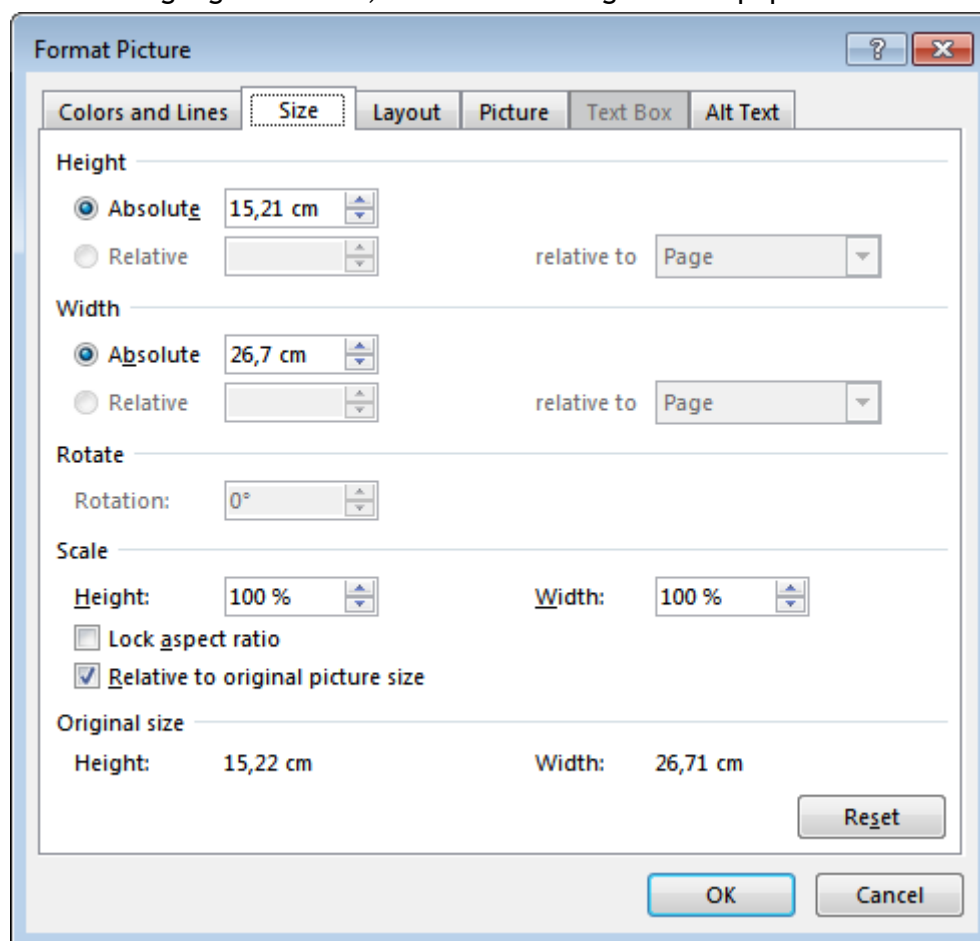 Format Picture
Colors and Lines Size Layout Picture Text Box Alt Text
Height
Absolute 15,21 cm
Relative relative to Page
Width
Absolute 26,7 cm
Relative relative to Page
Rotate
Rotation: 0°
Scale
Height: 100 % Width: 100 %
Lock aspect ratio
Relative to original picture size
Original size
Height: 15,22 cm Width: 26,71 cm
Reset
OK Cancel